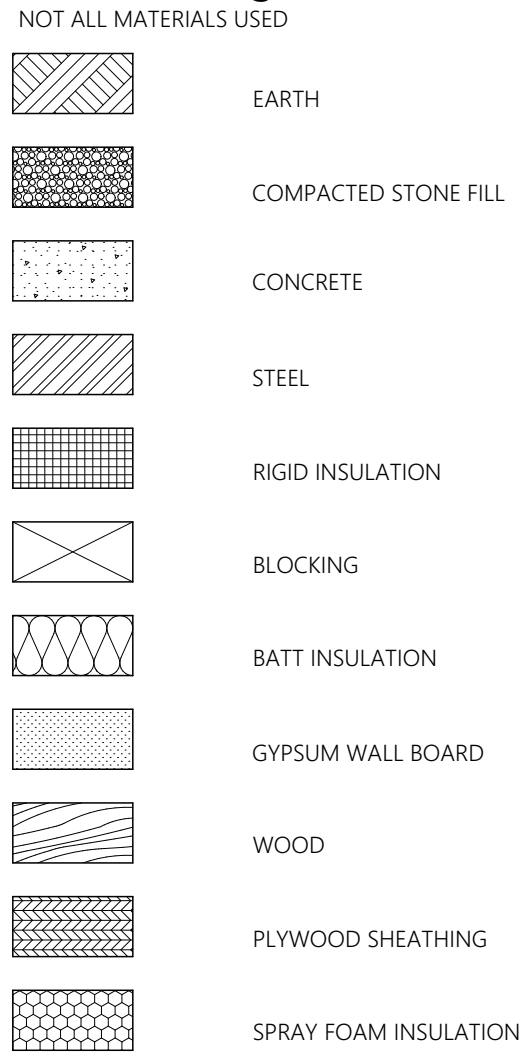 NOT ALL MATERIALS USED
EARTH
COMPACTED STONE FILL
CONCRETE
STEEL
RIGID INSULATION
BLOCKING
BATT INSULATION
GYPSUM WALL BOARD
WOOD
PLYWOOD SHEATHING
SPRAY FOAM INSULATION